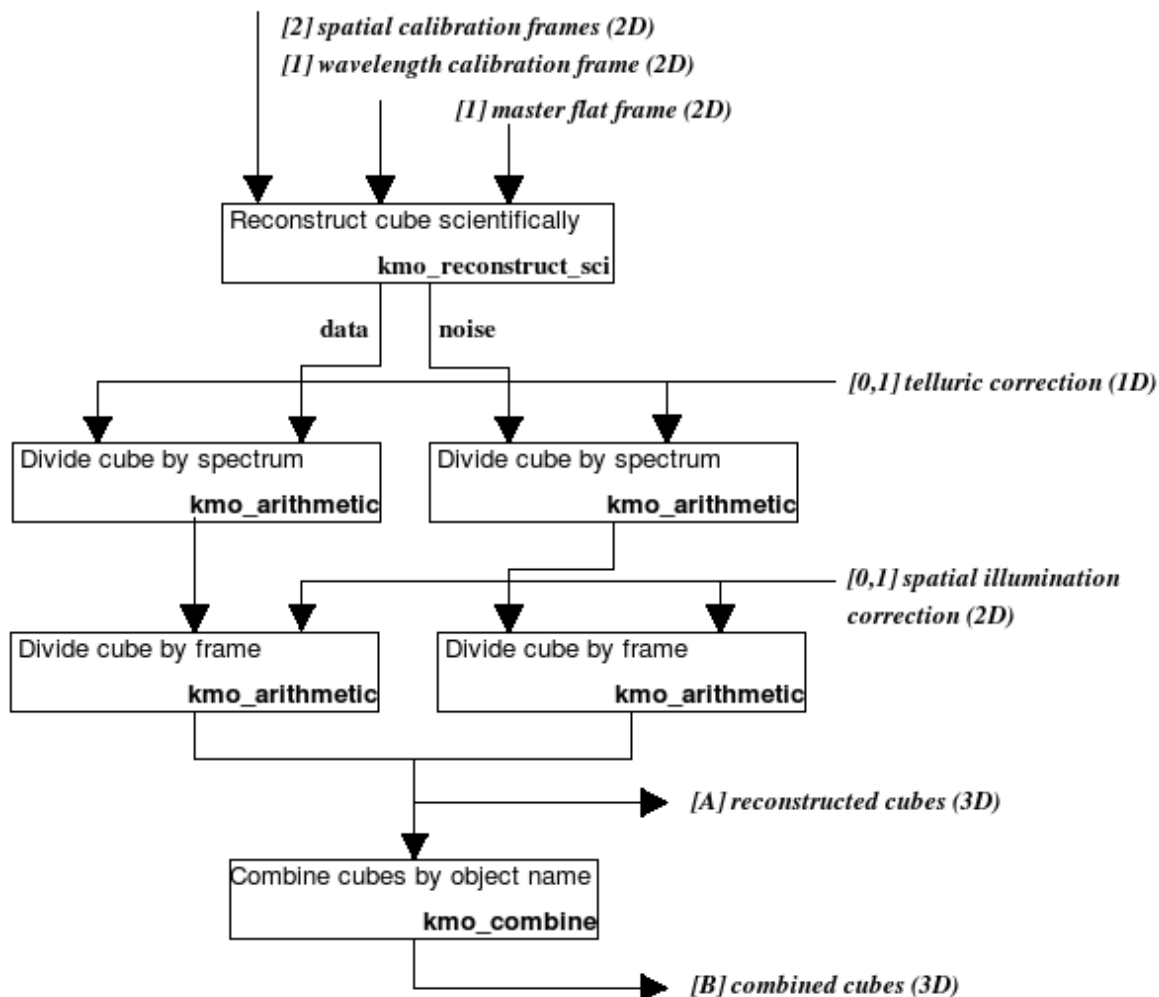 [2] spatial calibration frames (2D)
[1] wavelength calibration frame (2D)
[1] master flat frame (2D)
Reconstruct cube scientifically
kmo_reconstruct_sci
data
noise
[0,1] telluric correction (1D)
Divide cube by spectrum
kmo_arithmetic
Divide cube by spectrum
kmo_arithmetic
[0,1] spatial illumination
correction (2D)
Divide cube by frame
kmo_arithmetic
Divide cube by frame
kmo_arithmetic
[A] reconstructed cubes (3D)
Combine cubes by object name
kmo_combine
[B] combined cubes (3D)